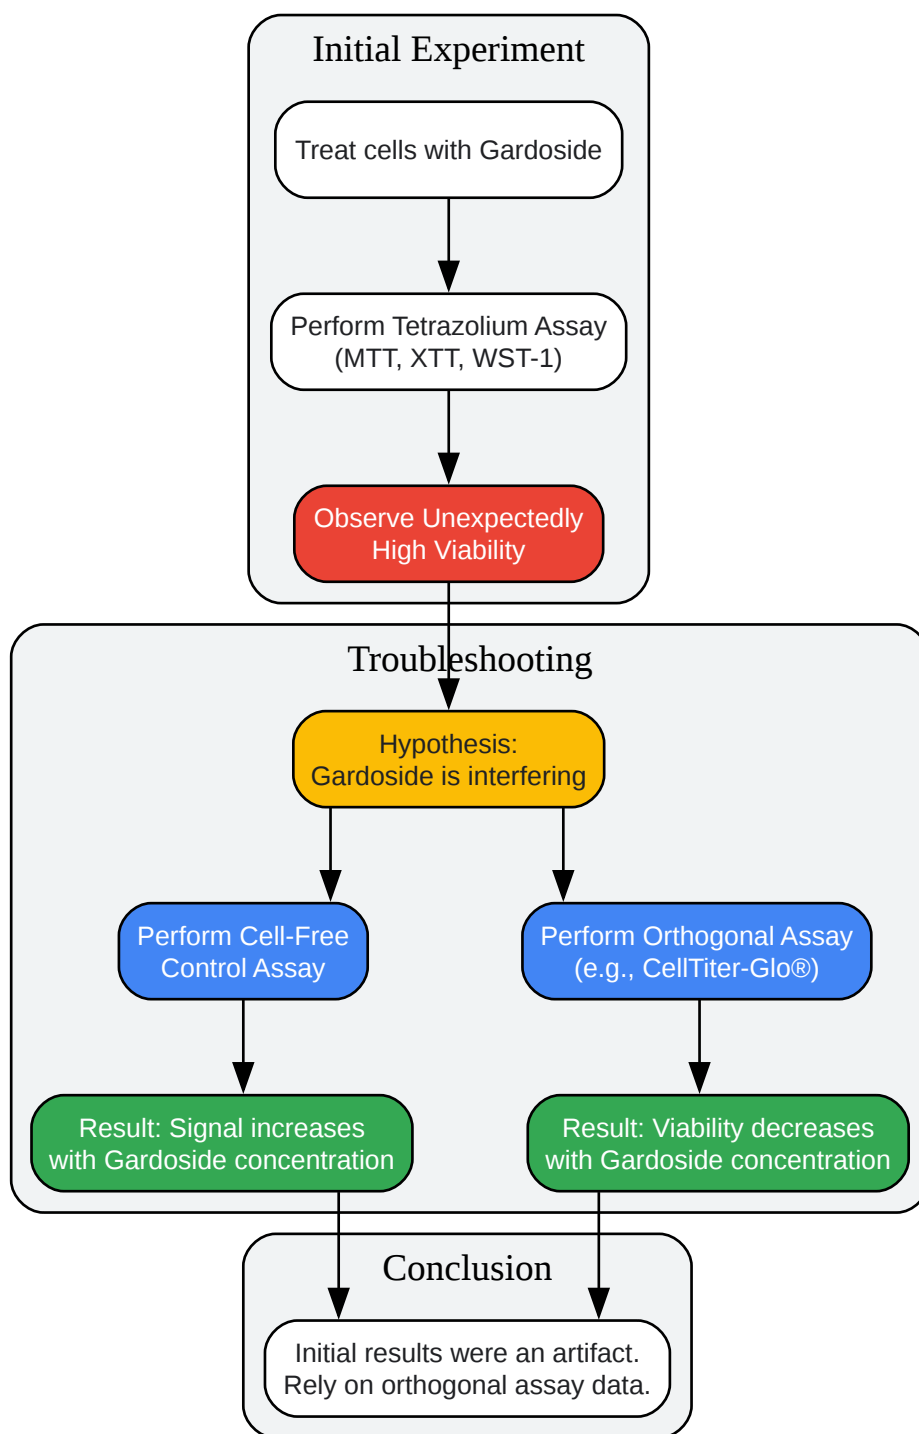 Initial Experiment
Treat cells with Gardoside
Perform Tetrazolium Assay
(MTT, XTT, WST-1)
Observe Unexpectedly
High Viability
Troubleshooting
Hypothesis:
Gardoside is interfering
Perform Cell-Free
Control Assay
Perform Orthogonal Assay
(e.g., CellTiter-Glo®)
Result: Signal increases
with Gardoside concentration
Result: Viability decreases
with Gardoside concentration
Conclusion
Initial results were an artifact.
Rely on orthogonal assay data.